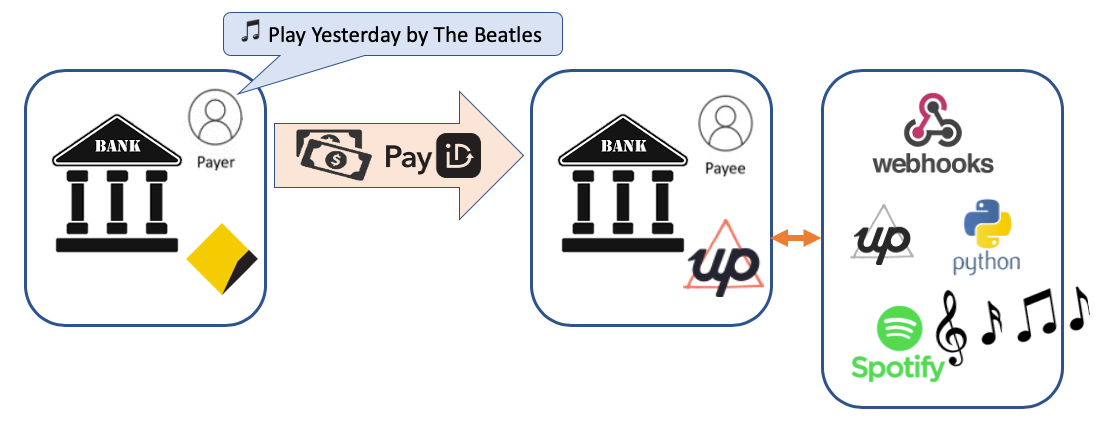 Play Yesterday by The Beatles
BANK
Payer
Pay iD
BANK
Payee
up
webhooks
up
python
Spotify